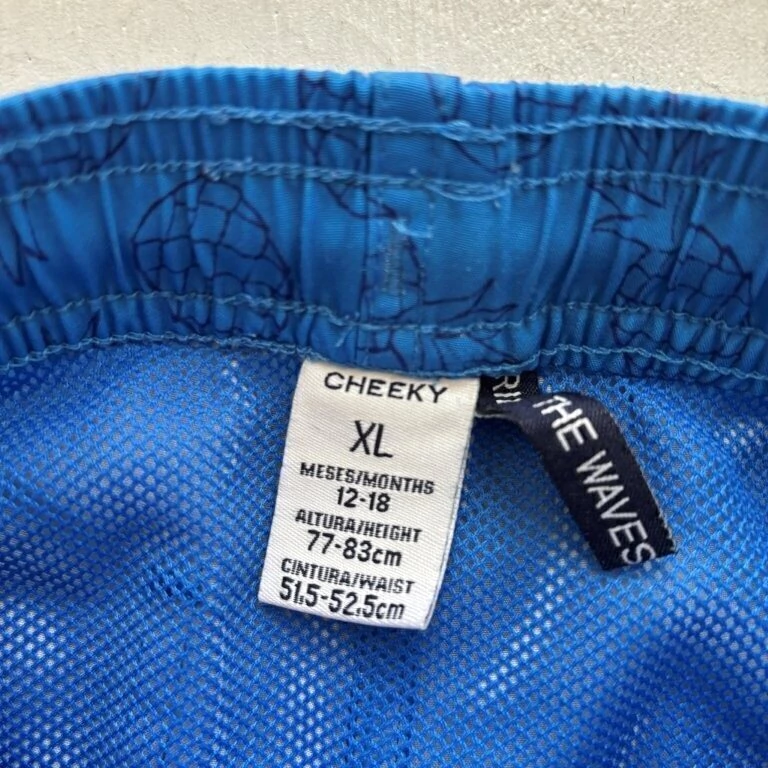 CHEEKY
XL
MESES/MONTHS
12-18
ALTURA/HEIGHT
77-83cm
CINTURA/WAIST
51,5-52,5cm
THE WAVES